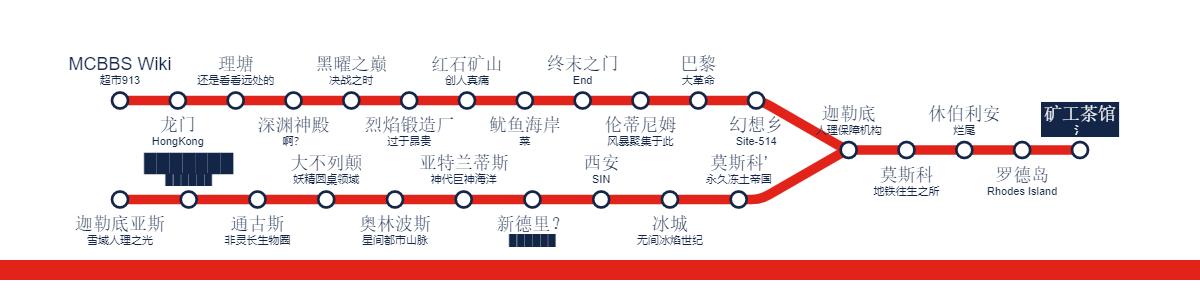 MCBBS Wiki
超市913
龙门
HongKong
理塘
还是看看远处的
深渊神殿
啊?
黑曜之巅
决战之时
烈焰锻造厂
过于昂贵
红石矿山
创人真痛
鱿鱼海岸
菜
终末之门
End
伦蒂尼姆
风暴聚集于此
巴黎
大革命
幻想乡
Site-514
迦勒底
人理保障机构
莫斯科
地铁往生之所
休伯利安
烂尾
罗德岛
Rhodes Island
矿工茶馆
氵
迦勒底亚斯
雪域人理之光
███████
██████
通古斯
非灵长生物圈
大不列颠
妖精圆桌领域
奥林波斯
星间都市山脉
亚特兰蒂斯
神代巨神海洋
新德里?
██████
西安
SIN
冰城
无间冰焰世纪
莫斯科'
永久冻土帝国